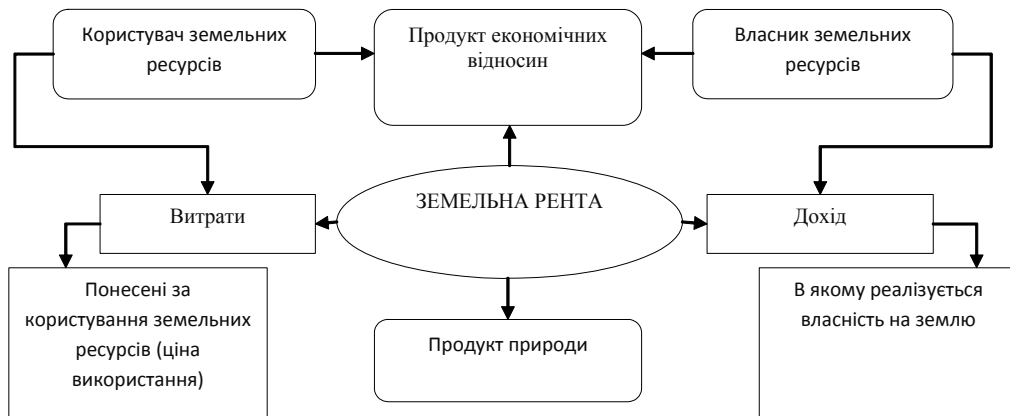 Користувач земельних
ресурсів
Продукт економічних
відносин
Власник земельних
ресурсів
Витрати
ЗЕМЕЛЬНА РЕНТА
Дохід
Понесені за
користування земельних
ресурсів (ціна
використання)
Продукт природи
В якому реалізується
власність на землю